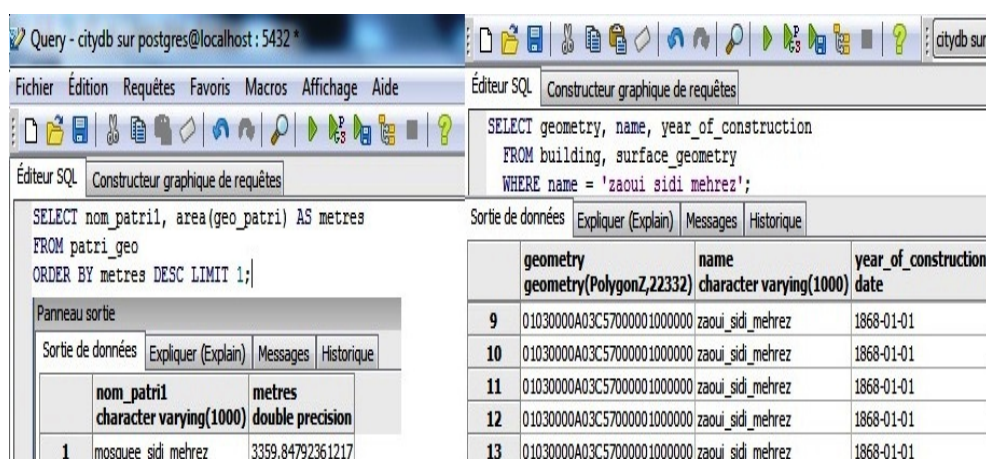 Query - citydb sur postgres@localhost : 5432 *
Fichier Édition Requêtes Favoris Macros Affichage Aide
Éditeur SQL Constructeur graphique de requêtes
SELECT nom_patri1, area(geo_patri) AS metres
FROM patri_geo
ORDER BY metres DESC LIMIT 1;
Panneau sortie
Sortie de données Expliquer (Explain) Messages Historique
nom_patri1 metres
character varying(1000) double precision
1 mosquee_sidi_mehrez 3359.84792361217
citydb sur
Éditeur SQL Constructeur graphique de requêtes
SELECT geometry, name, year_of_construction
FROM building, surface_geometry
WHERE name = 'zaoui sidi mehrez';
Sortie de données Expliquer (Explain) Messages Historique
geometry name year_of_construction
geometry(PolygonZ,22332) character varying(1000) date
9 01030000A03C57000001000000 zaoui_sidi_mehrez 1868-01-01
10 01030000A03C57000001000000 zaoui_sidi_mehrez 1868-01-01
11 01030000A03C57000001000000 zaoui_sidi_mehrez 1868-01-01
12 01030000A03C57000001000000 zaoui_sidi_mehrez 1868-01-01
13 01030000A03C57000001000000 zaoui_sidi_mehrez 1868-01-01